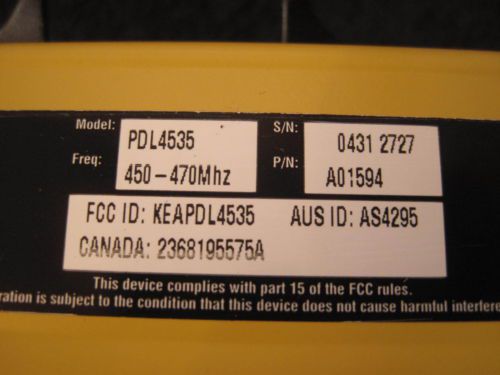 Model: PDL4535 S/N: 0431 2727
Freq: 450-470Mhz P/N: A01594
FCC ID: KEAPDL4535 AUS ID: AS4295
CANADA: 2368195575A
This device complies with part 15 of the FCC rules.
is subject to the condition that this device does not cause harmful